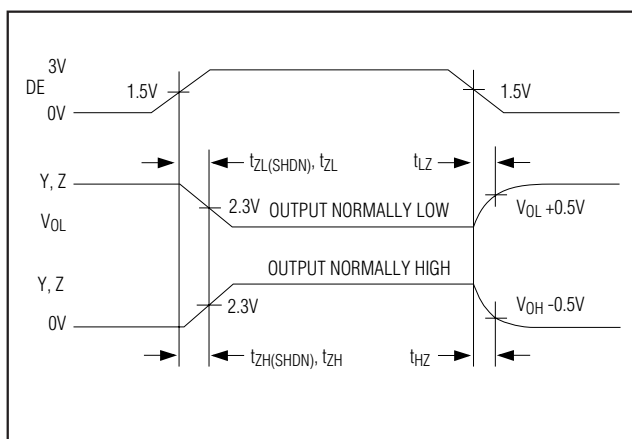 3V
DE
1.5V
1.5V
0V
tZL(SHDN), tZL
tLZ
Y, Z
2.3V
OUTPUT NORMALLY LOW
VOL +0.5V
VOL
OUTPUT NORMALLY HIGH
Y, Z
2.3V
VOH -0.5V
0V
tZH(SHDN), tZH
tHZ